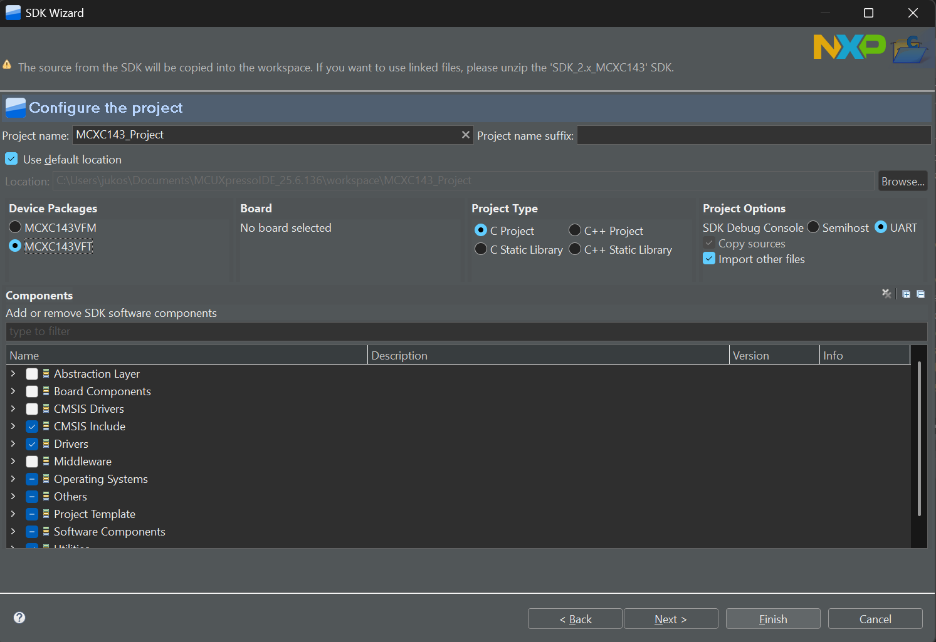 SDK Wizard
NXP
The source from the SDK will be copied into the workspace. If you want to use linked files, please unzip the 'SDK_2.x_MCXC143' SDK.
Configure the project
Project name: MCXC143_Project Project name suffix:
Use default location
Location: C:\Users\jukos\Documents\MCUXpressoIDE_25.6.136\workspace\MCXC143_Project Browse...
Device Packages Board Project Type Project Options
MCXC143VFM No board selected C Project C++ Project SDK Debug Console Semihost UART
MCXC143VFT C Static Library C++ Static Library Copy sources
Import other files
Components
Add or remove SDK software components
type to filter
Name Description Version Info
Abstraction Layer
Board Components
CMSIS Drivers
CMSIS Include
Drivers
Middleware
Operating Systems
Others
Project Template
Software Components
Utilities
< Back Next > Finish Cancel